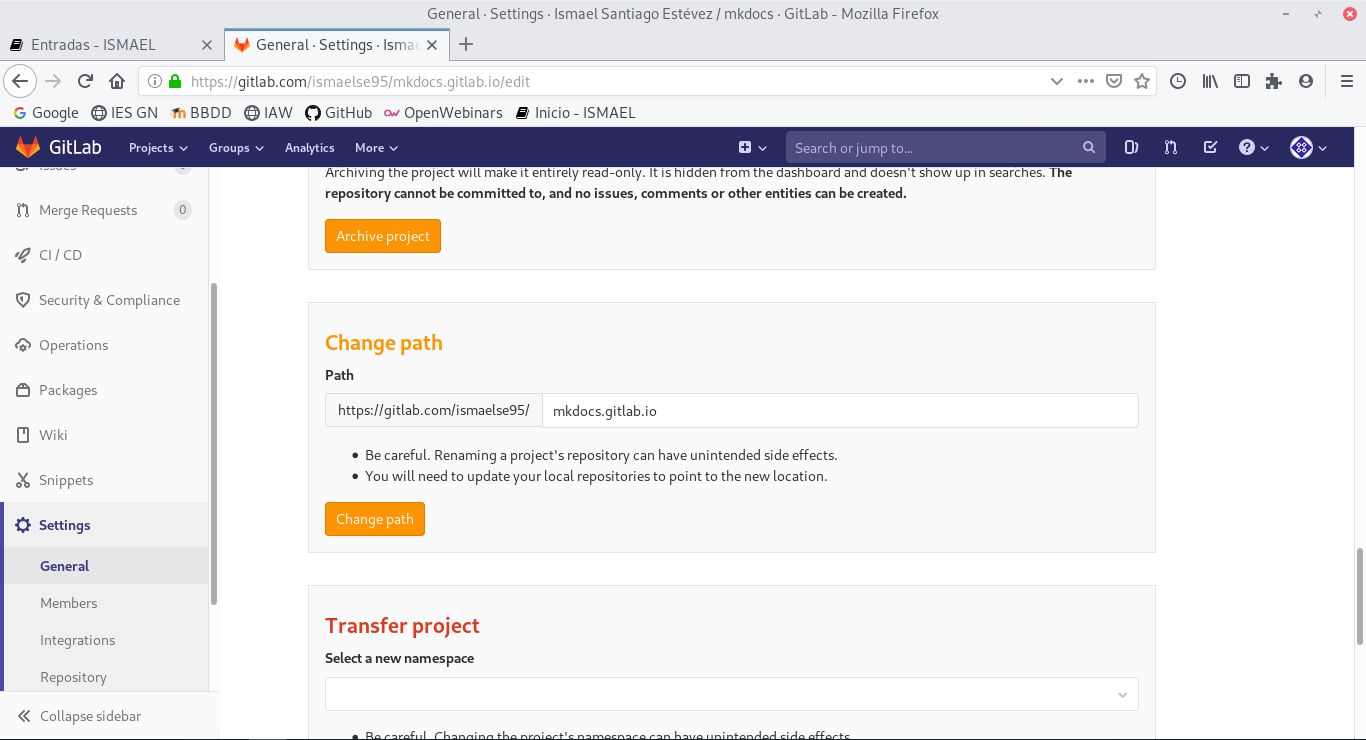 General · Settings · Ismael Santiago Estévez / mkdocs · GitLab - Mozilla Firefox
Entradas - ISMAEL
General · Settings · Ismae
https://gitlab.com/ismaelse95/mkdocs.gitlab.io/edit
Google IES GN BBDD IAW GitHub OpenWebinars Inicio - ISMAEL
GitLab Projects Groups Analytics More Search or jump to...
Issues
Merge Requests 0
CI / CD
Security & Compliance
Operations
Packages
Wiki
Snippets
Settings
General
Members
Integrations
Repository
Collapse sidebar
Archiving the project will make it entirely read-only. It is hidden from the dashboard and doesn't show up in searches. The
repository cannot be committed to, and no issues, comments or other entities can be created.
Archive project
Change path
Path
https://gitlab.com/ismaelse95/ mkdocs.gitlab.io
Be careful. Renaming a project's repository can have unintended side effects.
You will need to update your local repositories to point to the new location.
Change path
Transfer project
Select a new namespace
Be careful. Changing the project's namespace can have unintended side effects.